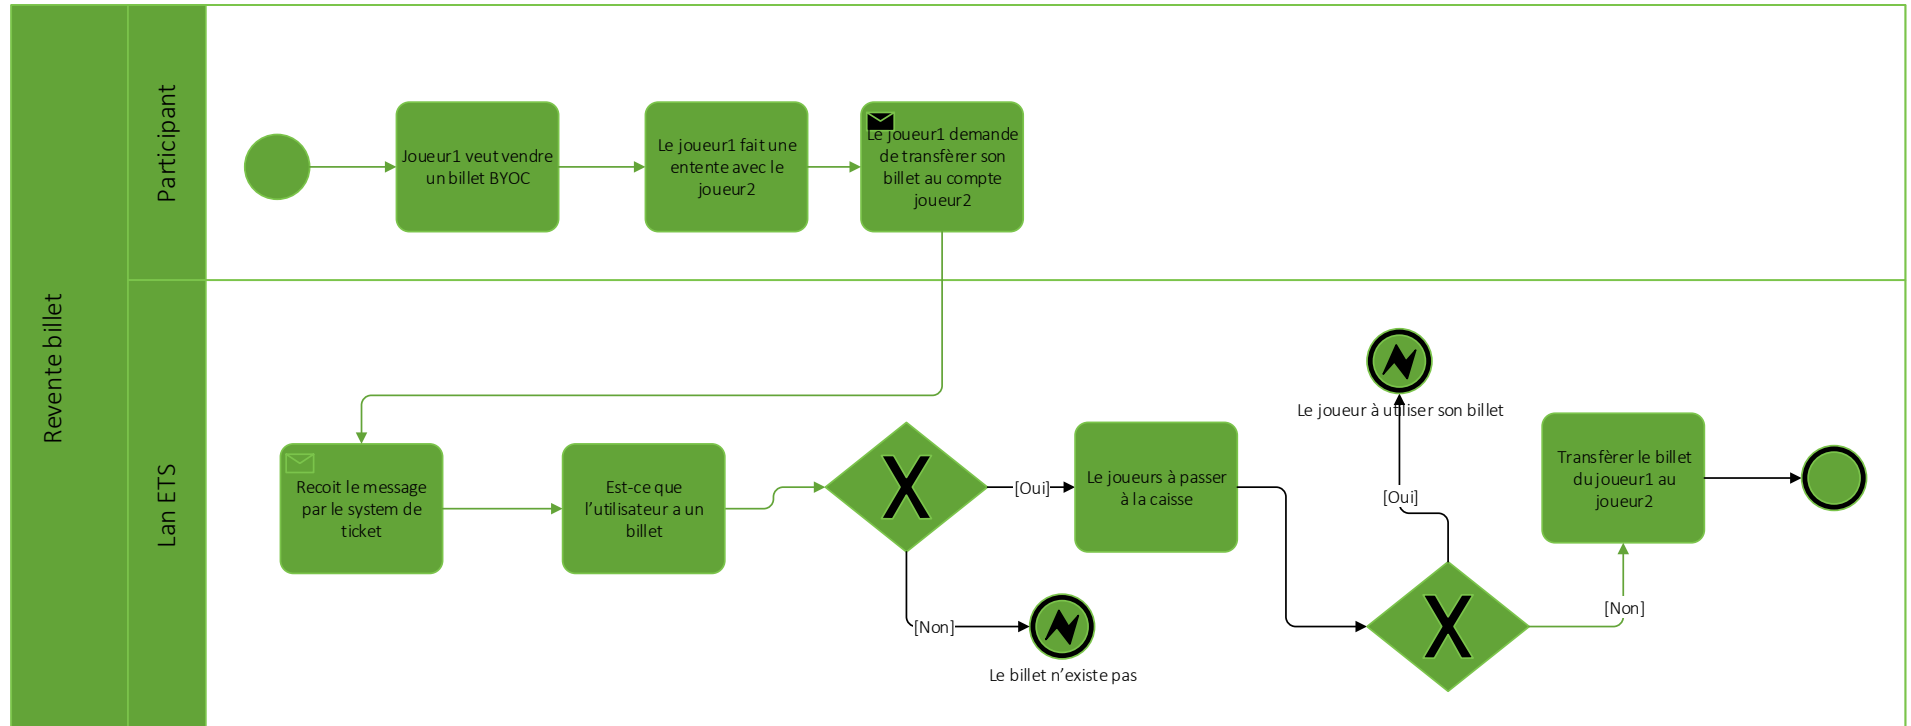 Revente billet
Participant
Joueur1 veut vendre
un billet BYOC
Le joueur1 fait une
entente avec le
joueur2
Le joueur1 demande
de transfèrer son
billet au compte
joueur2
Lan ETS
Recoit le message
par le system de
ticket
Est-ce que
l’utilisateur a un
billet
X
[Oui]
[Non]
Le billet n’existe pas
Le joueurs à passer
à la caisse
Le joueur à utiliser son billet
[Oui]
X
[Non]
Transfèrer le billet
du joueur1 au
joueur2